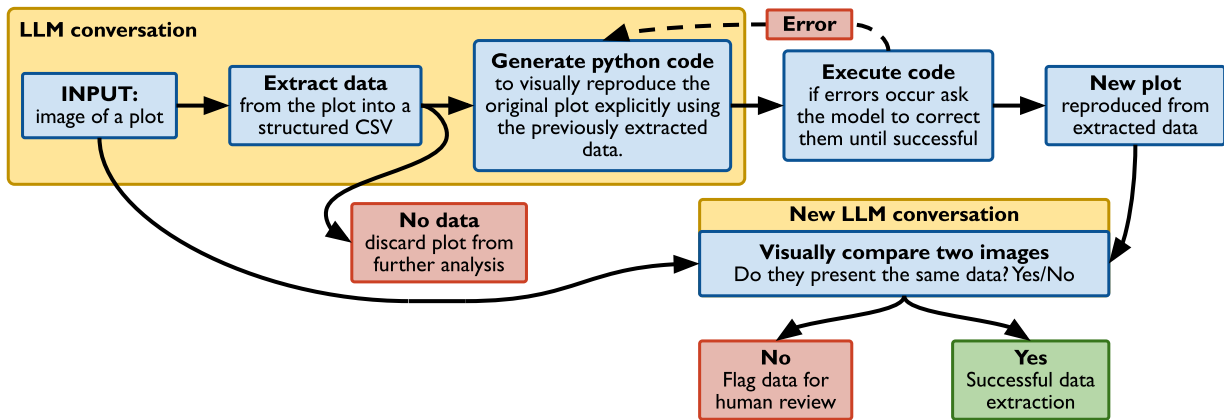 LLM conversation
INPUT:
image of a plot
Extract data
from the plot into a
structured CSV
Generate python code
to visually reproduce the
original plot explicitly using
the previously extracted
data.
Error
Execute code
if errors occur ask
the model to correct
them until successful
New plot
reproduced from
extracted data
No data
discard plot from
further analysis
New LLM conversation
Visually compare two images
Do they present the same data? Yes/No
No
Flag data for
human review
Yes
Successful data
extraction